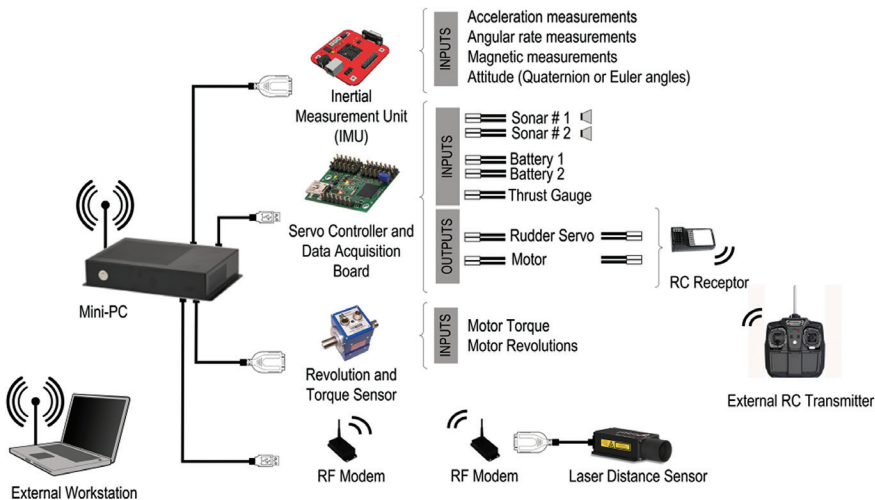 INPUTS
Acceleration measurements
Angular rate measurements
Magnetic measurements
Attitude (Quaternion or Euler angles)
Inertial
Measurement Unit
(IMU)
INPUTS
Sonar # 1
Sonar # 2
Battery 1
Battery 2
Thrust Gauge
Servo Controller and
Data Acquisition
Board
OUTPUTS
Rudder Servo
Motor
RC Receptor
Mini-PC
INPUTS
Motor Torque
Motor Revolutions
Revolution and
Torque Sensor
External RC Transmitter
RF Modem
RF Modem
Laser Distance Sensor
External Workstation